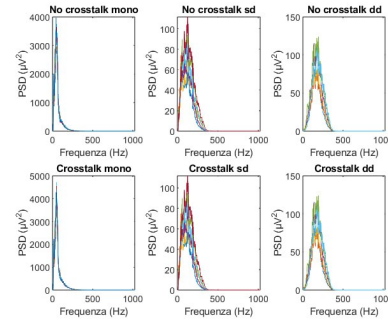 No crosstalk mono
No crosstalk sd
No crosstalk dd
PSD (µV²)
4000
3000
2000
1000
0
0
500
1000
Frequenza (Hz)
PSD (µV²)
100
80
60
40
20
0
0
500
1000
Frequenza (Hz)
PSD (µV²)
150
100
50
0
0
500
1000
Frequenza (Hz)
Crosstalk mono
Crosstalk sd
Crosstalk dd
PSD (µV²)
5000
4000
3000
2000
1000
0
0
500
1000
Frequenza (Hz)
PSD (µV²)
100
80
60
40
20
0
0
500
1000
Frequenza (Hz)
PSD (µV²)
150
100
50
0
0
500
1000
Frequenza (Hz)